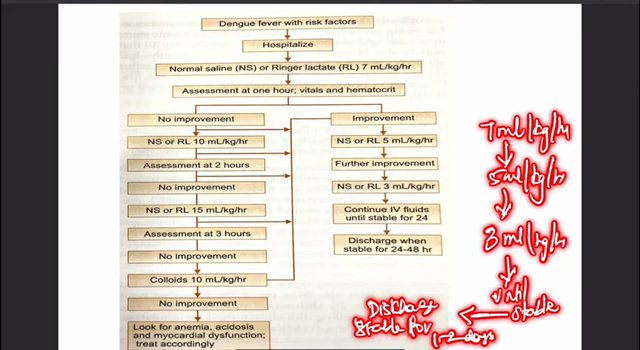 Dengue fever with risk factors
Hospitalize
Normal saline (NS) or Ringer lactate (RL) 7 mL/kg/hr
Assessment at one hour; vitals and hematocrit
No improvement
NS or RL 10 mL/kg/hr
Assessment at 2 hours
No improvement
NS or RL 15 mL/kg/hr
Assessment at 3 hours
No improvement
Colloids 10 mL/kg/hr
No improvement
Look for anemia, acidosis
and myocardial dysfunction;
treat accordingly
Improvement
NS or RL 5 mL/kg/hr
Further improvement
NS or RL 3 mL/kg/hr
Continue IV fluids
until stable for 24
Discharge when
stable for 24-48 hr
7ml/kg/hr
5ml/kg/hr
3ml/kg/hr
until
stable
Discharge
stable for
1-2 days